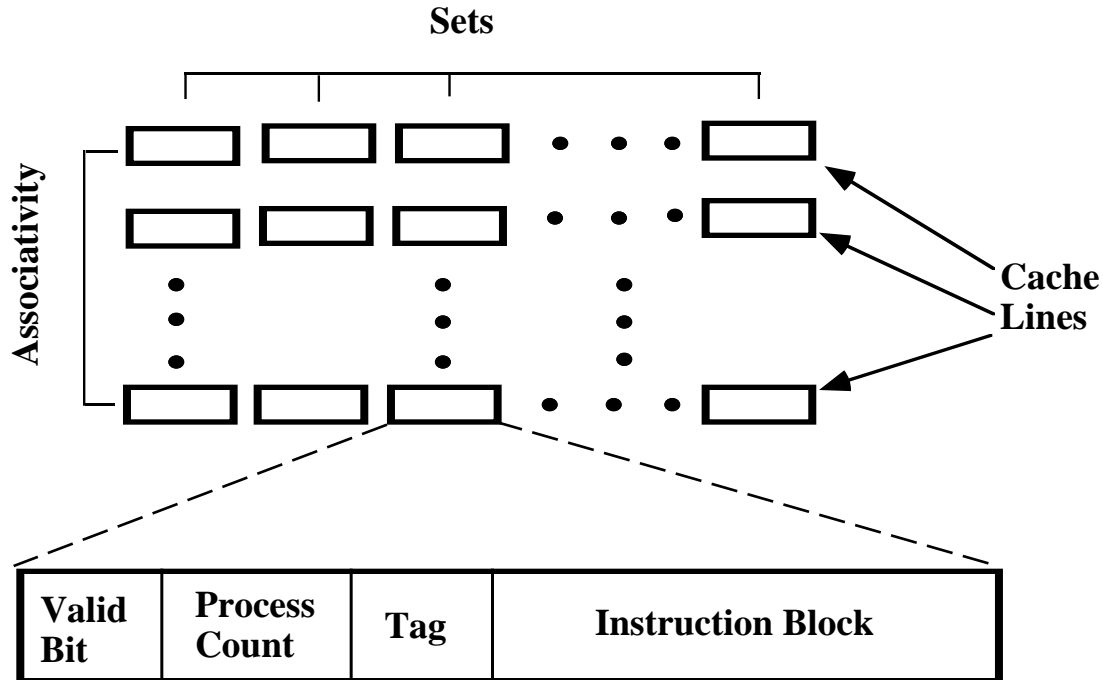 Sets
Associativity
Cache
Lines
Valid
Bit
Process
Count
Tag
Instruction Block